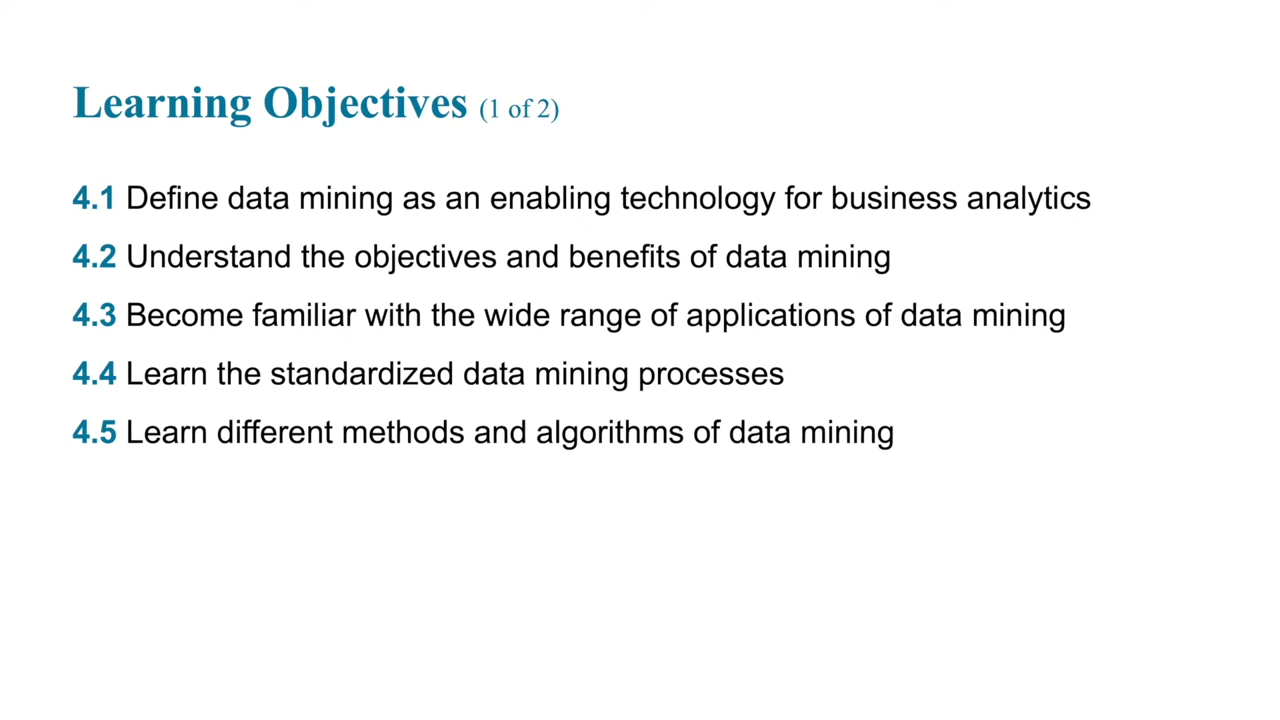 Learning Objectives (1 of 2)
4.1 Define data mining as an enabling technology for business analytics
4.2 Understand the objectives and benefits of data mining
4.3 Become familiar with the wide range of applications of data mining
4.4 Learn the standardized data mining processes
4.5 Learn different methods and algorithms of data mining